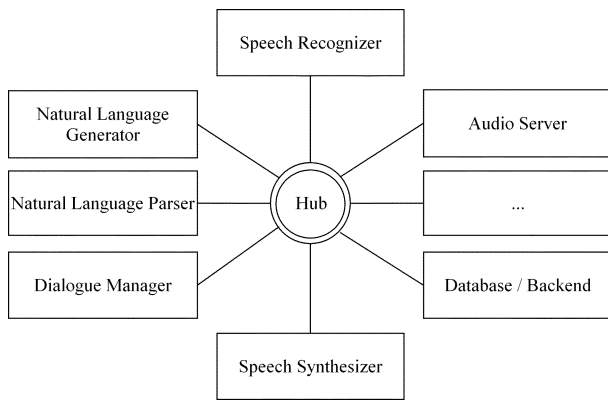 Speech Recognizer
Natural Language
Generator
Audio Server
Natural Language Parser
Hub
...
Dialogue Manager
Database / Backend
Speech Synthesizer